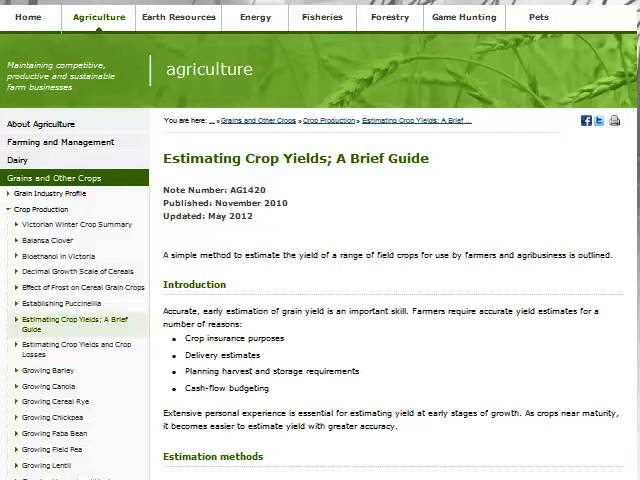 Home Agriculture Earth Resources Energy Fisheries Forestry Game Hunting Pets
Maintaining competitive,
productive and sustainable
farm businesses
agriculture
You are here: ... » Grains and Other Crops » Crop Production » Estimating Crop Yields; A Brief ...
About Agriculture
Farming and Management
Dairy
Grains and Other Crops
Grain Industry Profile
Crop Production
Victorian Winter Crop Summary
Balansa Clover
Bioethanol in Victoria
Decimal Growth Scale of Cereals
Effect of Frost on Cereal Grain Crops
Establishing Puccinellia
Estimating Crop Yields; A Brief
Guide
Estimating Crop Yields and Crop
Losses
Growing Barley
Growing Canola
Growing Cereal Rye
Growing Chickpea
Growing Faba Bean
Growing Field Pea
Growing Lentil
Estimating Crop Yields; A Brief Guide
Note Number: AG1420
Published: November 2010
Updated: May 2012
A simple method to estimate the yield of a range of field crops for use by farmers and agribusiness is outlined.
Introduction
Accurate, early estimation of grain yield is an important skill. Farmers require accurate yield estimates for a
number of reasons:
• Crop insurance purposes
• Delivery estimates
• Planning harvest and storage requirements
• Cash-flow budgeting
Extensive personal experience is essential for estimating yield at early stages of growth. As crops near maturity,
it becomes easier to estimate yield with greater accuracy.
Estimation methods